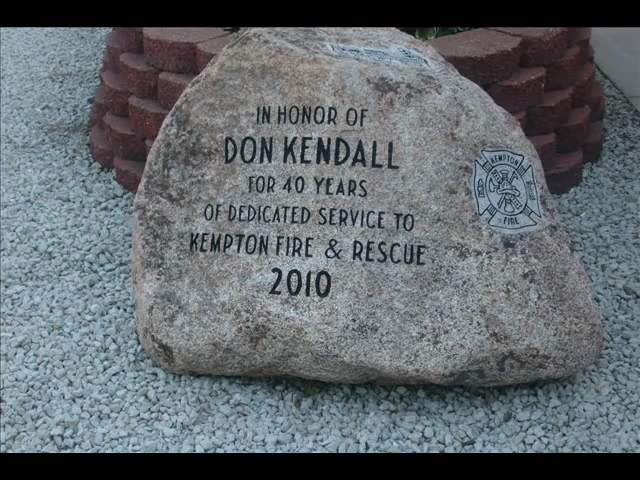 IN HONOR OF
DON KENDALL
FOR 40 YEARS
OF DEDICATED SERVICE TO
KEMPTON FIRE & RESCUE
2010
KEMPTON
FIRE